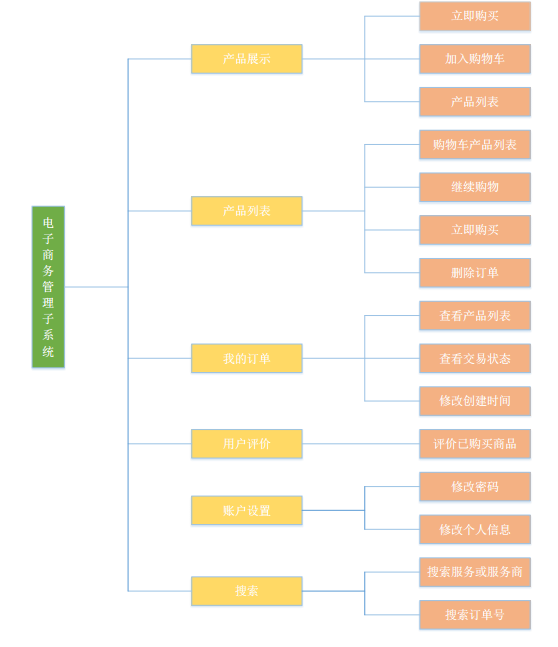 电子商务管理子系统
产品展示
立即购买
加入购物车
产品列表
产品列表
购物车产品列表
继续购物
立即购买
删除订单
我的订单
查看产品列表
查看交易状态
修改创建时间
用户评价
评价已购买商品
账户设置
修改密码
修改个人信息
搜索
搜索服务或服务商
搜索订单号